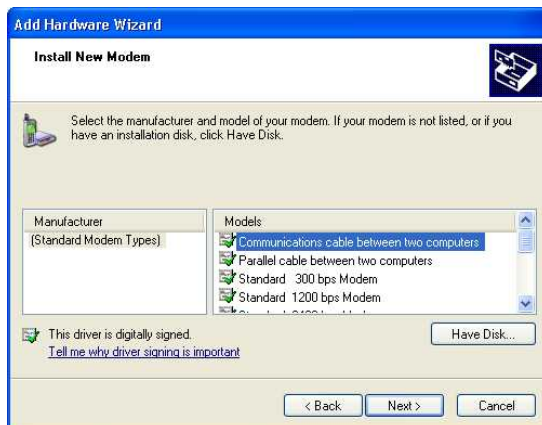 Add Hardware Wizard
Install New Modem
Select the manufacturer and model of your modem. If your modem is not listed, or if you
have an installation disk, click Have Disk.
Manufacturer
(Standard Modem Types)
Models
Communications cable between two computers
Parallel cable between two computers
Standard 300 bps Modem
Standard 1200 bps Modem
This driver is digitally signed.
Tell me why driver signing is important
Have Disk...
< Back
Next >
Cancel